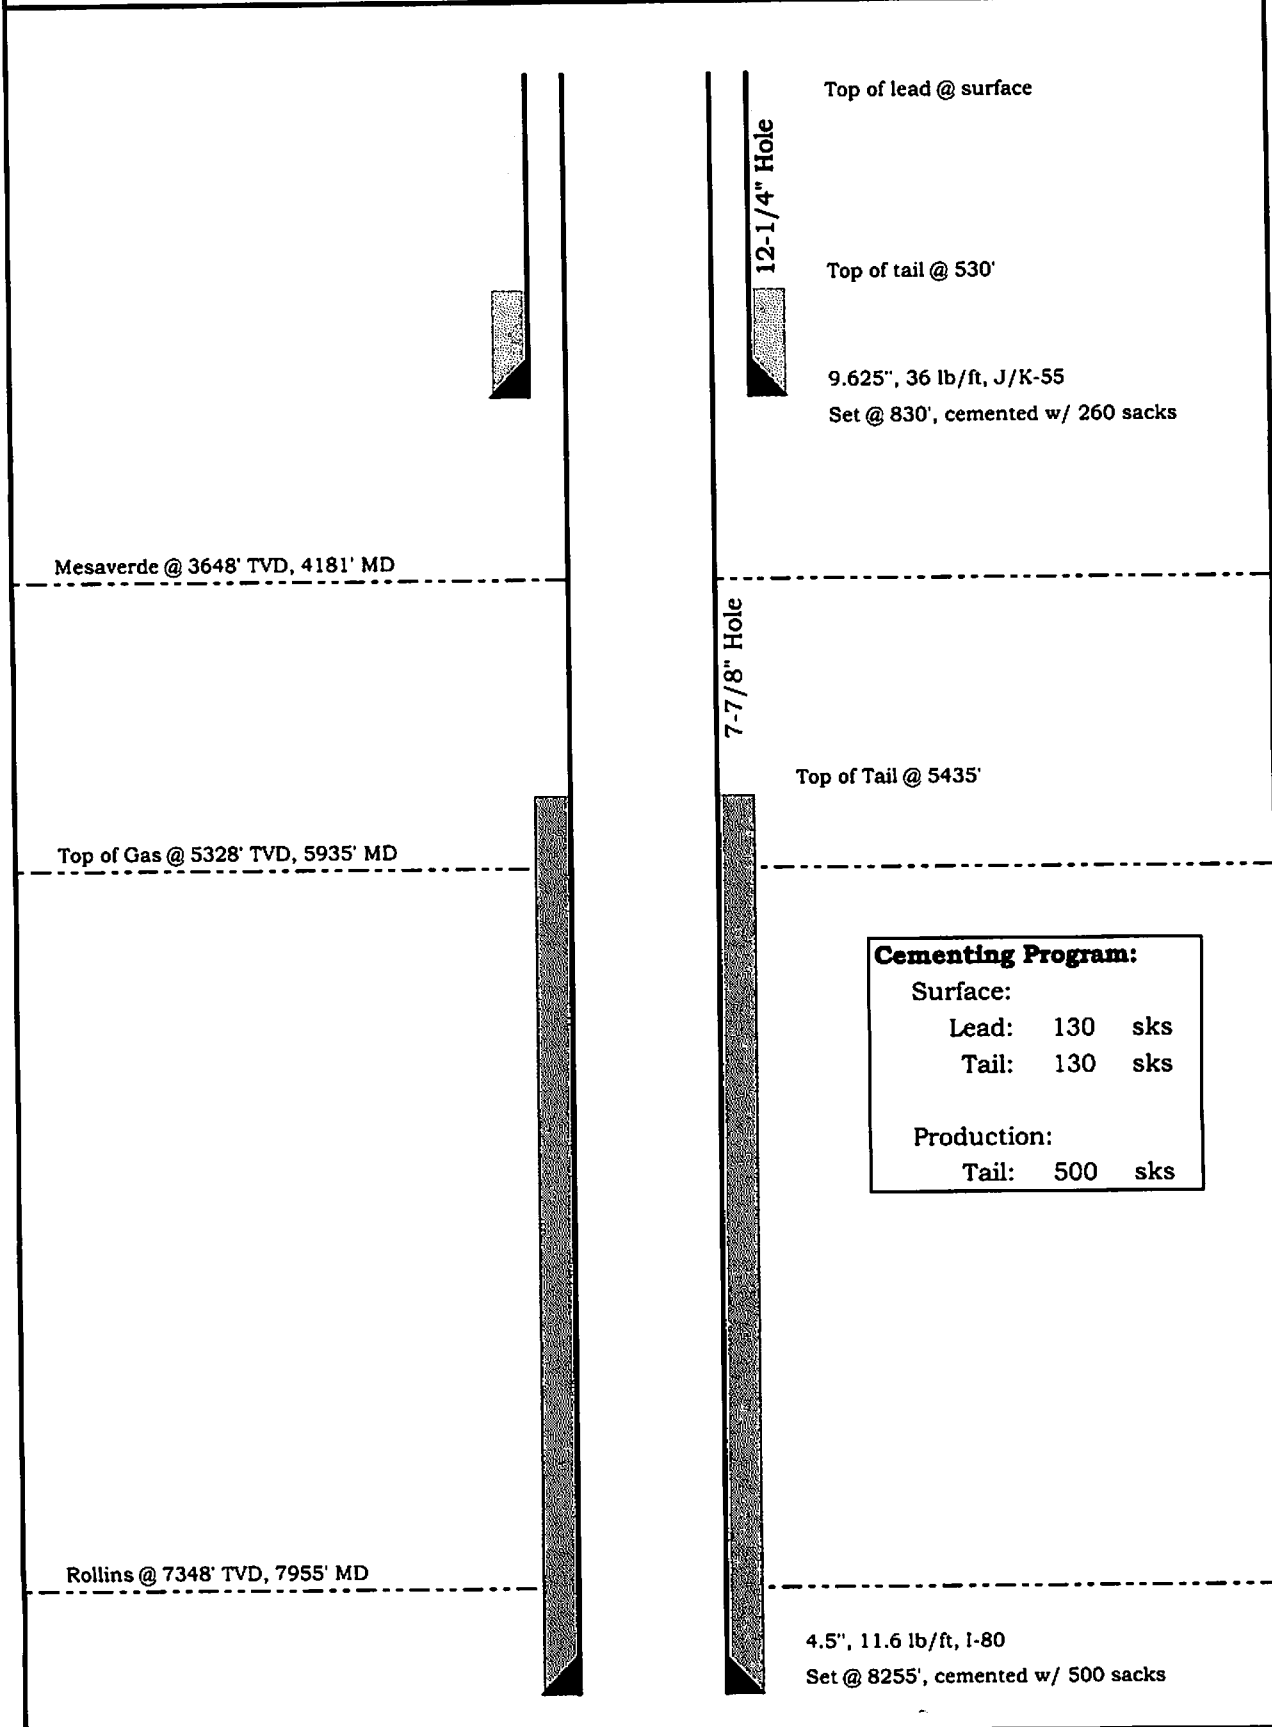 Top of lead @ surface
12-1/4" Hole
Top of tail @ 530'
9.625", 36 lb/ft, J/K-55
Set @ 830', cemented w/ 260 sacks
Mesaverde @ 3648' TVD, 4181' MD
7-7/8" Hole
Top of Tail @ 5435'
Top of Gas @ 5328' TVD, 5935' MD
Cementing Program:
Surface:
Lead: 130 sks
Tail: 130 sks
Production:
Tail: 500 sks
Rollins @ 7348' TVD, 7955' MD
4.5", 11.6 lb/ft, I-80
Set @ 8255', cemented w/ 500 sacks